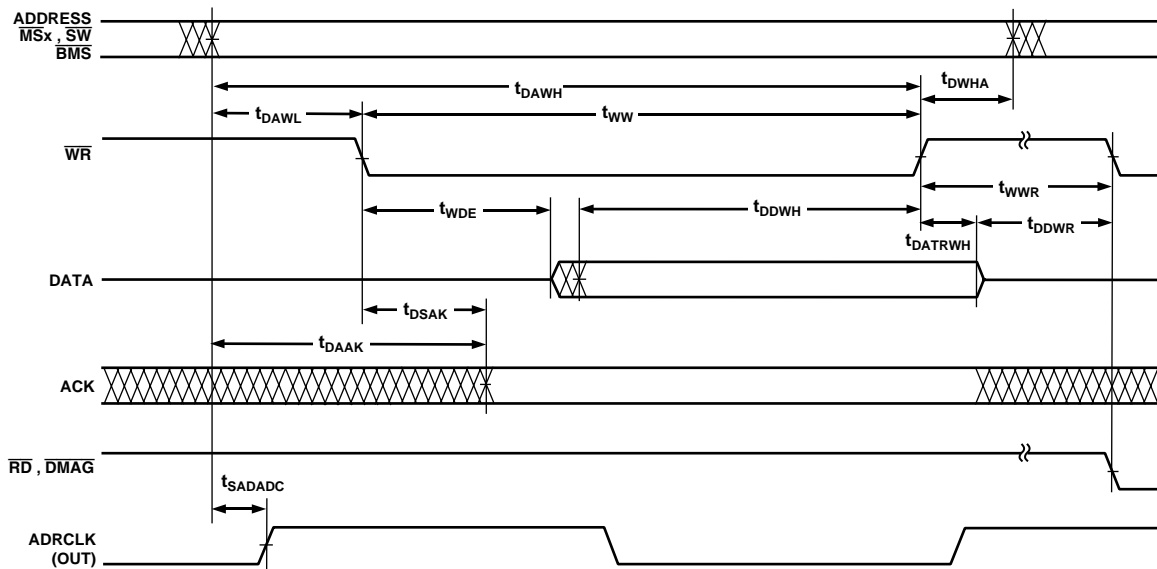 ADDRESS
MSx , SW
BMS
tDAWH
tDWHA
tDAWL
tWW
WR
tWWR
tWDE
tDDWH
tDATRWH
tDDWR
DATA
tDSAK
tDAAK
ACK
RD , DMAG
tSADADC
ADRCLK
(OUT)